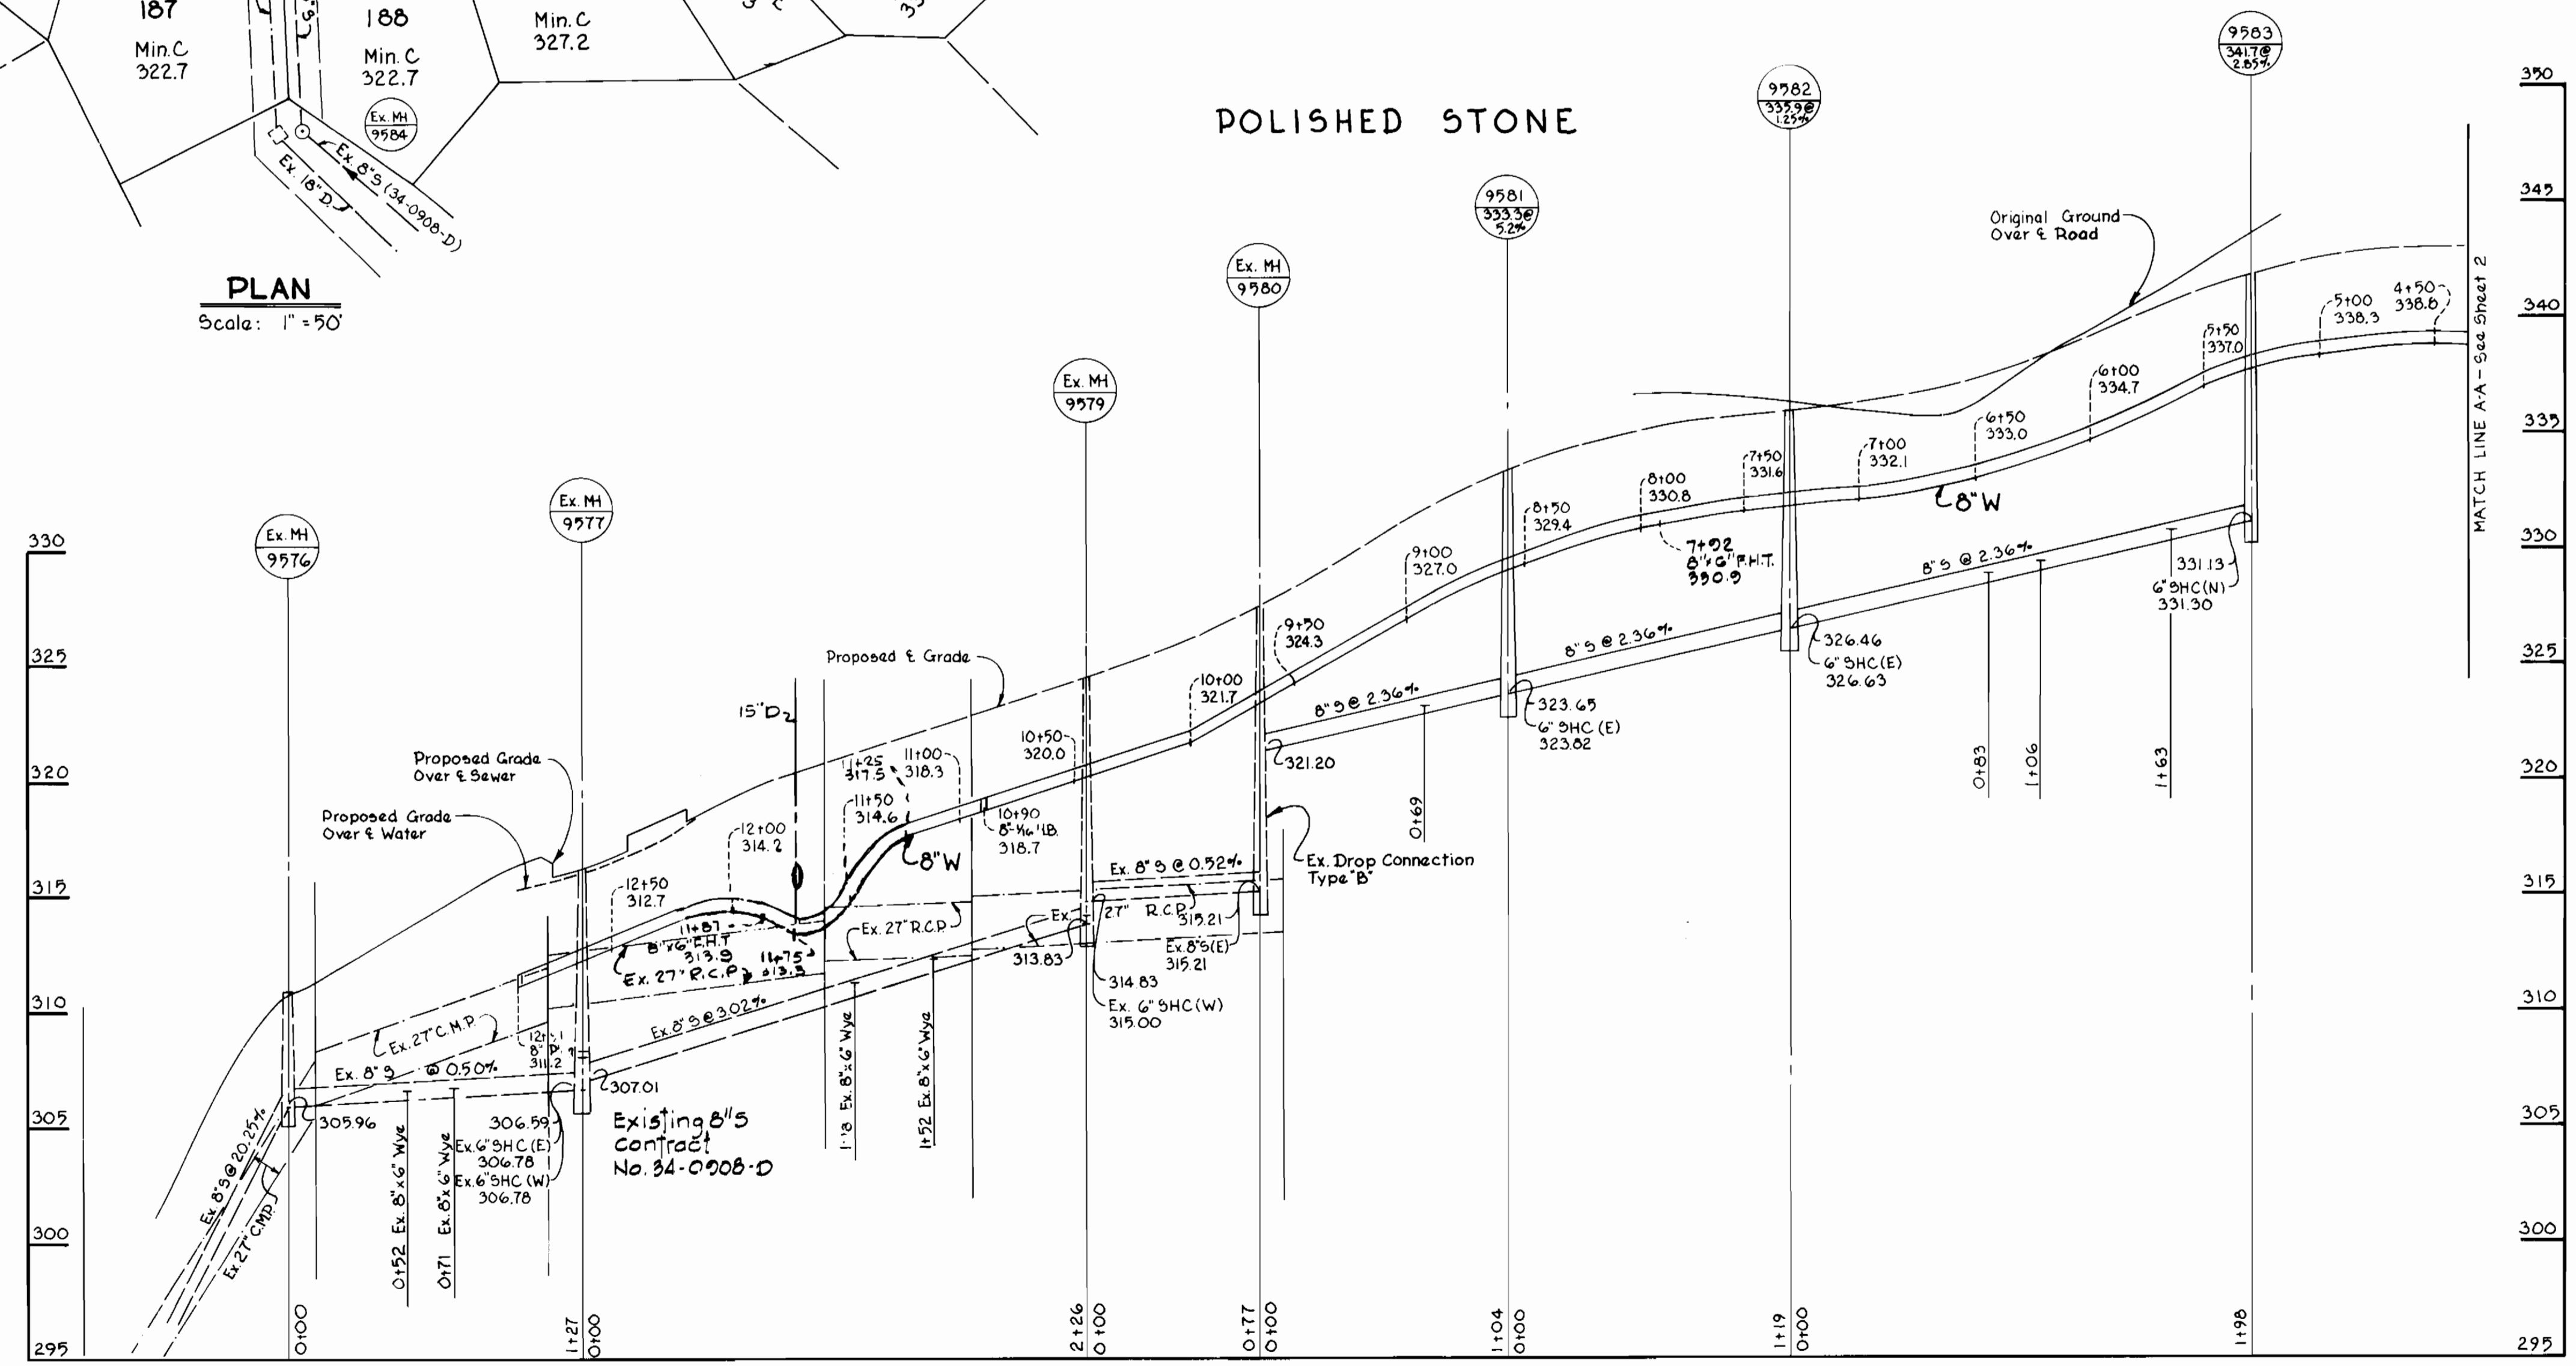 187
Min.C
322.7
188
Min.C
322.7
Min.C
327.2
Ex. MH
9584
Ex. 8"S (34-0908-D)
Ex. 18"D.
PLAN
Scale: 1" = 50'
POLISHED STONE
9583
341.7@
2.85%
9582
335.9@
1.25%
9581
333.3@
5.2%
Ex. MH
9580
Ex. MH
9579
Ex. MH
9577
Ex. MH
9576
350
345
340
335
330
325
320
315
310
305
300
295
330
325
320
315
310
305
300
295
Original Ground
Over ℄ Road
MATCH LINE A-A - See Sheet 2
4+50
338.8
5+00
338.3
5+50
337.0
6+00
334.7
6+50
333.0
7+00
332.1
7+50
331.6
8+00
330.8
8"W
7+92
8"x6" F.H.T.
330.9
8+50
329.4
9+00
327.0
9+50
324.3
10+00
321.7
10+50
320.0
10+90
8"-1/16 H.B.
318.7
11+00
318.3
11+25
317.5
11+50
314.6
8"W
12+00
314.2
12+50
312.7
11+87
8"x6" F.H.T
313.9
11+75
313.3
15"D
Proposed ℄ Grade
Proposed Grade
Over ℄ Sewer
Proposed Grade
Over ℄ Water
8"S @ 2.36%
331.13
6" SHC(N)
331.30
8"S @ 2.36%
326.46
6" SHC(E)
326.63
8"S @ 2.36%
323.65
6" SHC (E)
323.82
321.20
0+69
0+83
1+06
1+63
Ex. Drop Connection
Type "B"
Ex. 8"S @ 0.52%
Ex. 27" R.C.P.
315.21
Ex. 8"S(E)
315.21
313.83
314.83
Ex. 6" SHC(W)
315.00
Ex. 27" R.C.P.
Ex. 27" R.C.P.
Ex. 8"S @ 3.02%
Ex. 27" C.M.P.
311.2
Ex. 8"S @ 0.50%
307.01
305.96
306.59
Ex. 6" SHC(E)
306.78
Ex. 6" SHC (W)
306.78
Existing 8"S
Contract
No. 34-0908-D
Ex. 8"S @ 20.25%
Ex. 27" C.M.P.
0+52 Ex. 8"x6" Wye
0+71 Ex. 8"x6" Wye
Ex. 8"x6" Wye
1+52 Ex. 8"x6" Wye
0+00
1+27
0+00
2+26
0+00
0+77
0+00
1+04
0+00
1+19
0+00
1+98